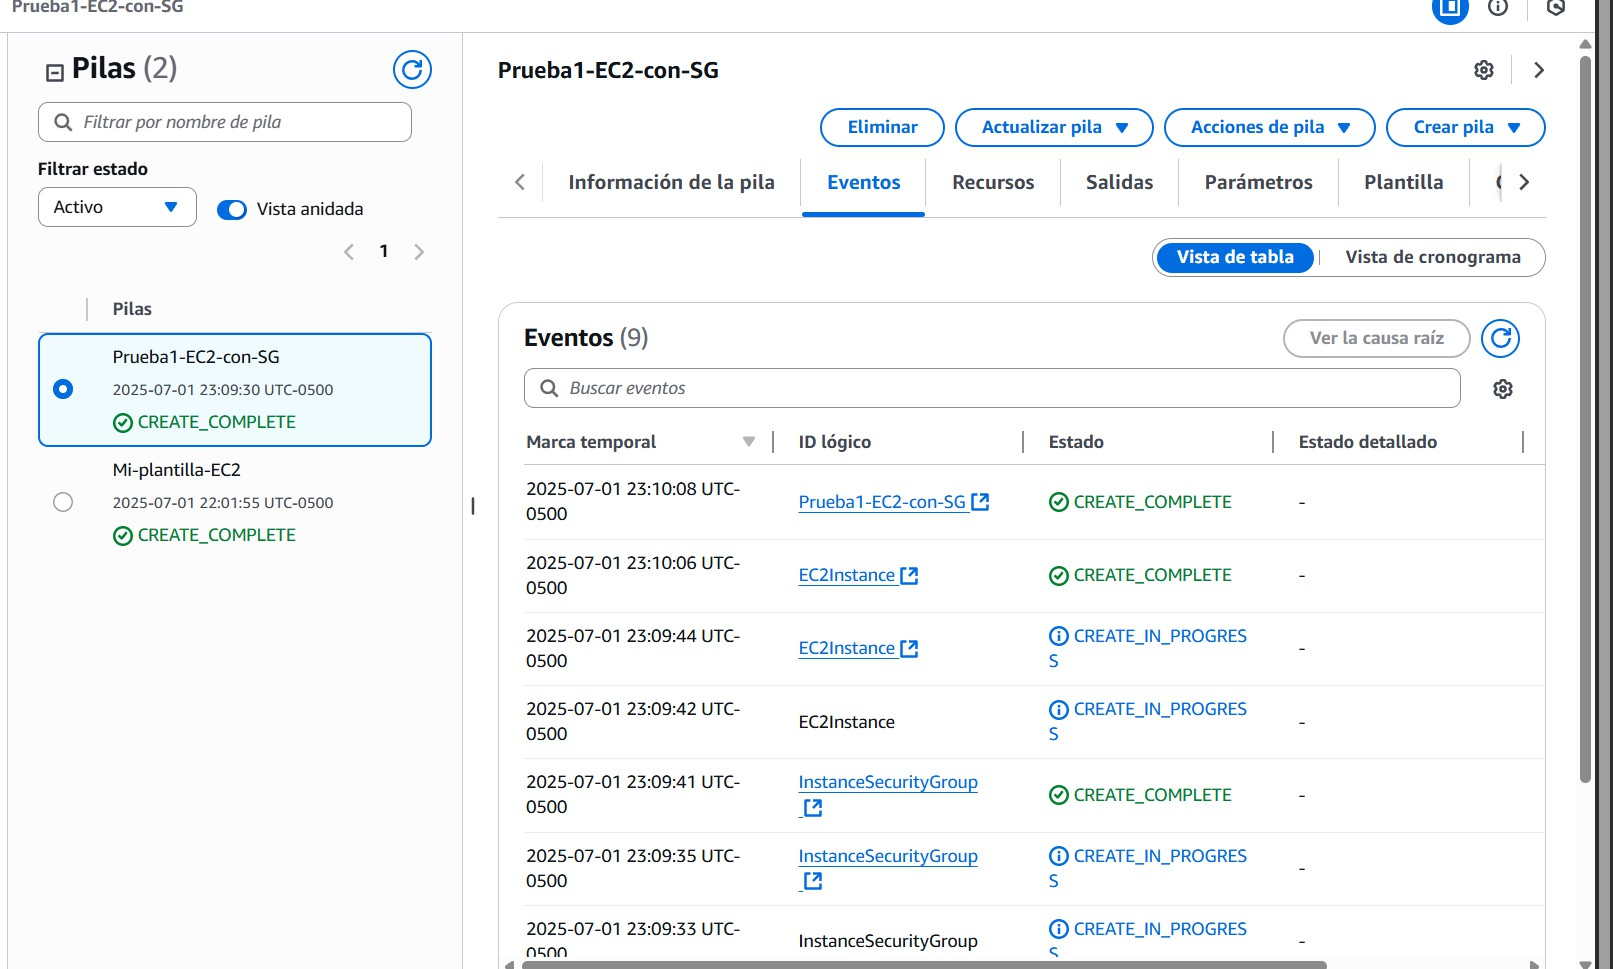 Prueba1-EC2-con-SG
Pilas (2)
Filtrar por nombre de pila
Filtrar estado
Activo
Vista anidada
1
Pilas
Prueba1-EC2-con-SG
2025-07-01 23:09:30 UTC-0500
CREATE_COMPLETE
Mi-plantilla-EC2
2025-07-01 22:01:55 UTC-0500
CREATE_COMPLETE
Prueba1-EC2-con-SG
Eliminar
Actualizar pila
Acciones de pila
Crear pila
Información de la pila
Eventos
Recursos
Salidas
Parámetros
Plantilla
Vista de tabla
Vista de cronograma
Eventos (9)
Ver la causa raíz
Buscar eventos
Marca temporal
ID lógico
Estado
Estado detallado
2025-07-01 23:10:08 UTC-
0500
Prueba1-EC2-con-SG
CREATE_COMPLETE
-
2025-07-01 23:10:06 UTC-
0500
EC2Instance
CREATE_COMPLETE
-
2025-07-01 23:09:44 UTC-
0500
EC2Instance
CREATE_IN_PROGRES
S
-
2025-07-01 23:09:42 UTC-
0500
EC2Instance
CREATE_IN_PROGRES
S
-
2025-07-01 23:09:41 UTC-
0500
InstanceSecurityGroup
CREATE_COMPLETE
-
2025-07-01 23:09:35 UTC-
0500
InstanceSecurityGroup
CREATE_IN_PROGRES
S
-
2025-07-01 23:09:33 UTC-
0500
InstanceSecurityGroup
CREATE_IN_PROGRES
S
-